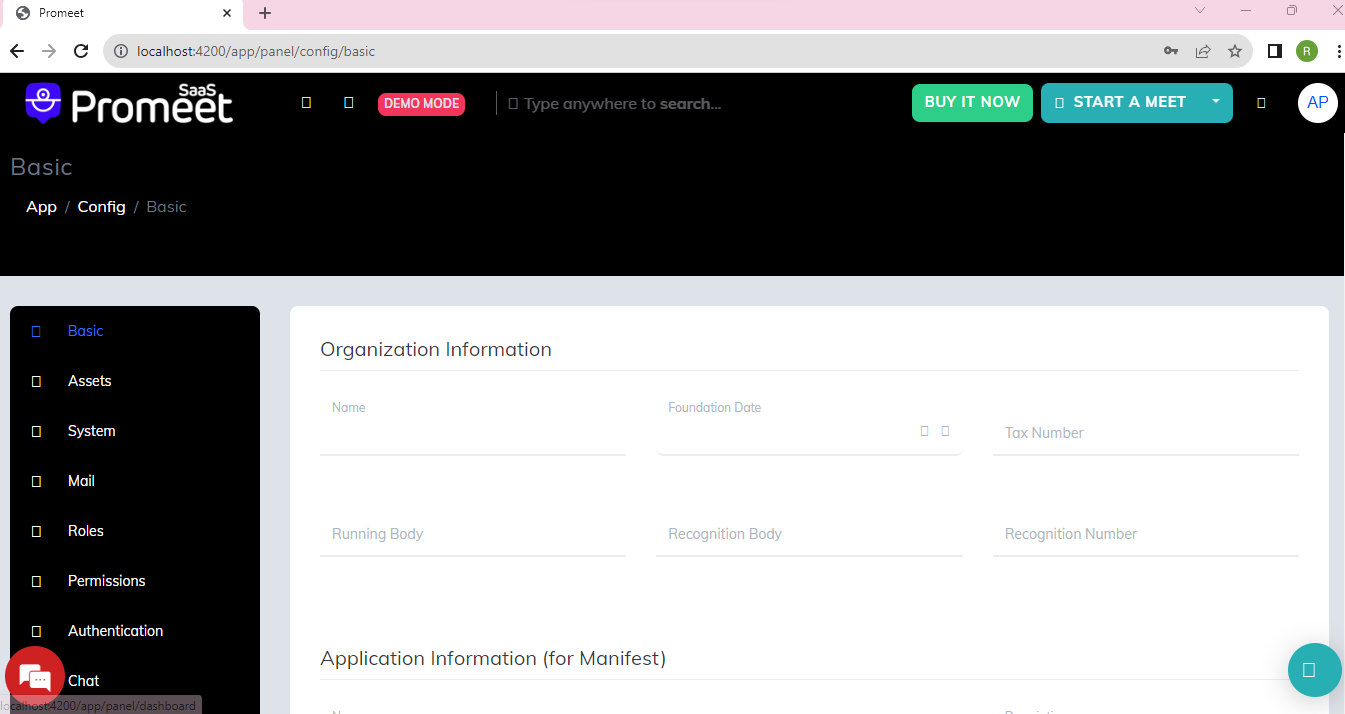 Promeet
localhost:4200/app/panel/config/basic
R
Promeet SaaS
DEMO MODE
Type anywhere to search...
BUY IT NOW
START A MEET
AP
Basic
App / Config / Basic
Basic
Assets
System
Mail
Roles
Permissions
Authentication
Chat
Organization Information
Name
Foundation Date
Tax Number
Running Body
Recognition Body
Recognition Number
Application Information (for Manifest)
localhost:4200/app/panel/dashboard